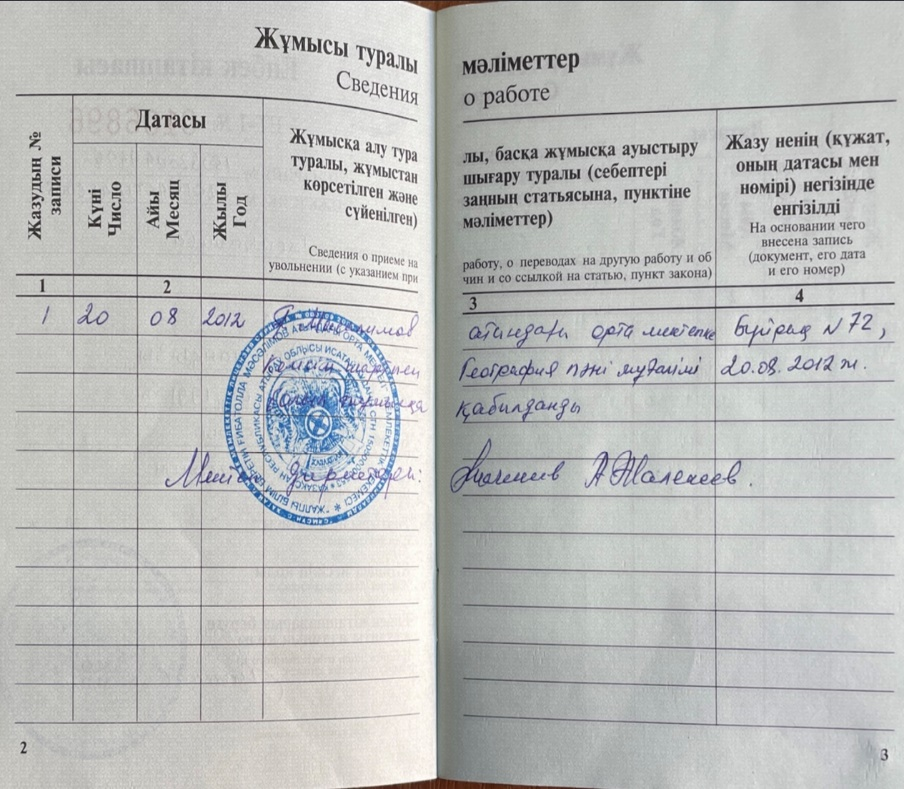 Жұмысы туралы мәліметтер
Сведения о работе
Жазудың №
записи
Датасы
Күні
Число
Айы
Месяц
Жылы
Год
Жұмысқа алу тура
туралы, жұмыстан
көрсетілген және
сүйенілген)
Сведения о приеме на
увольнении (с указанием при
лы, басқа жұмысқа ауыстыру
шығару туралы (себептері
заңның статьясына, пунктіне
мәліметтер)
работу, о переводах на другую работу и об
чин и со ссылкой на статью, пункт закона)
Жазу ненің (құжат,
оның датасы мен
нөмірі) негізінде
енгізілді
На основании чего
внесена запись
(документ, его дата
и его номер)
1 2 3 4
1 20 08 2012 атындағы орта мектепке Бұйрық N 72,
География пәні мұғалімі 20.08.2012 ж.
қабылданды
Мектеп директоры: А Жалекеев.
2
3